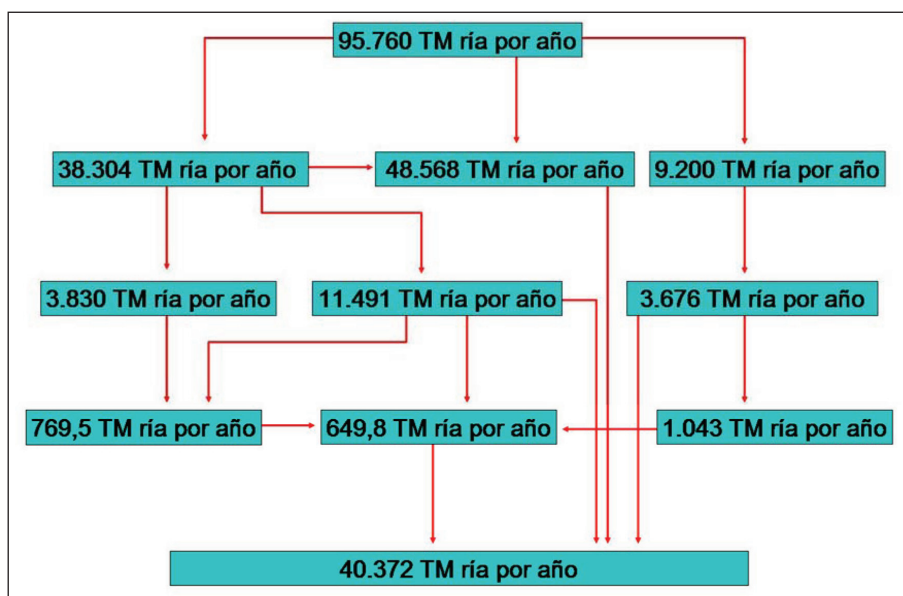 95.760 TM ría por año
38.304 TM ría por año
48.568 TM ría por año
9.200 TM ría por año
3.830 TM ría por año
11.491 TM ría por año
3.676 TM ría por año
769,5 TM ría por año
649,8 TM ría por año
1.043 TM ría por año
40.372 TM ría por año